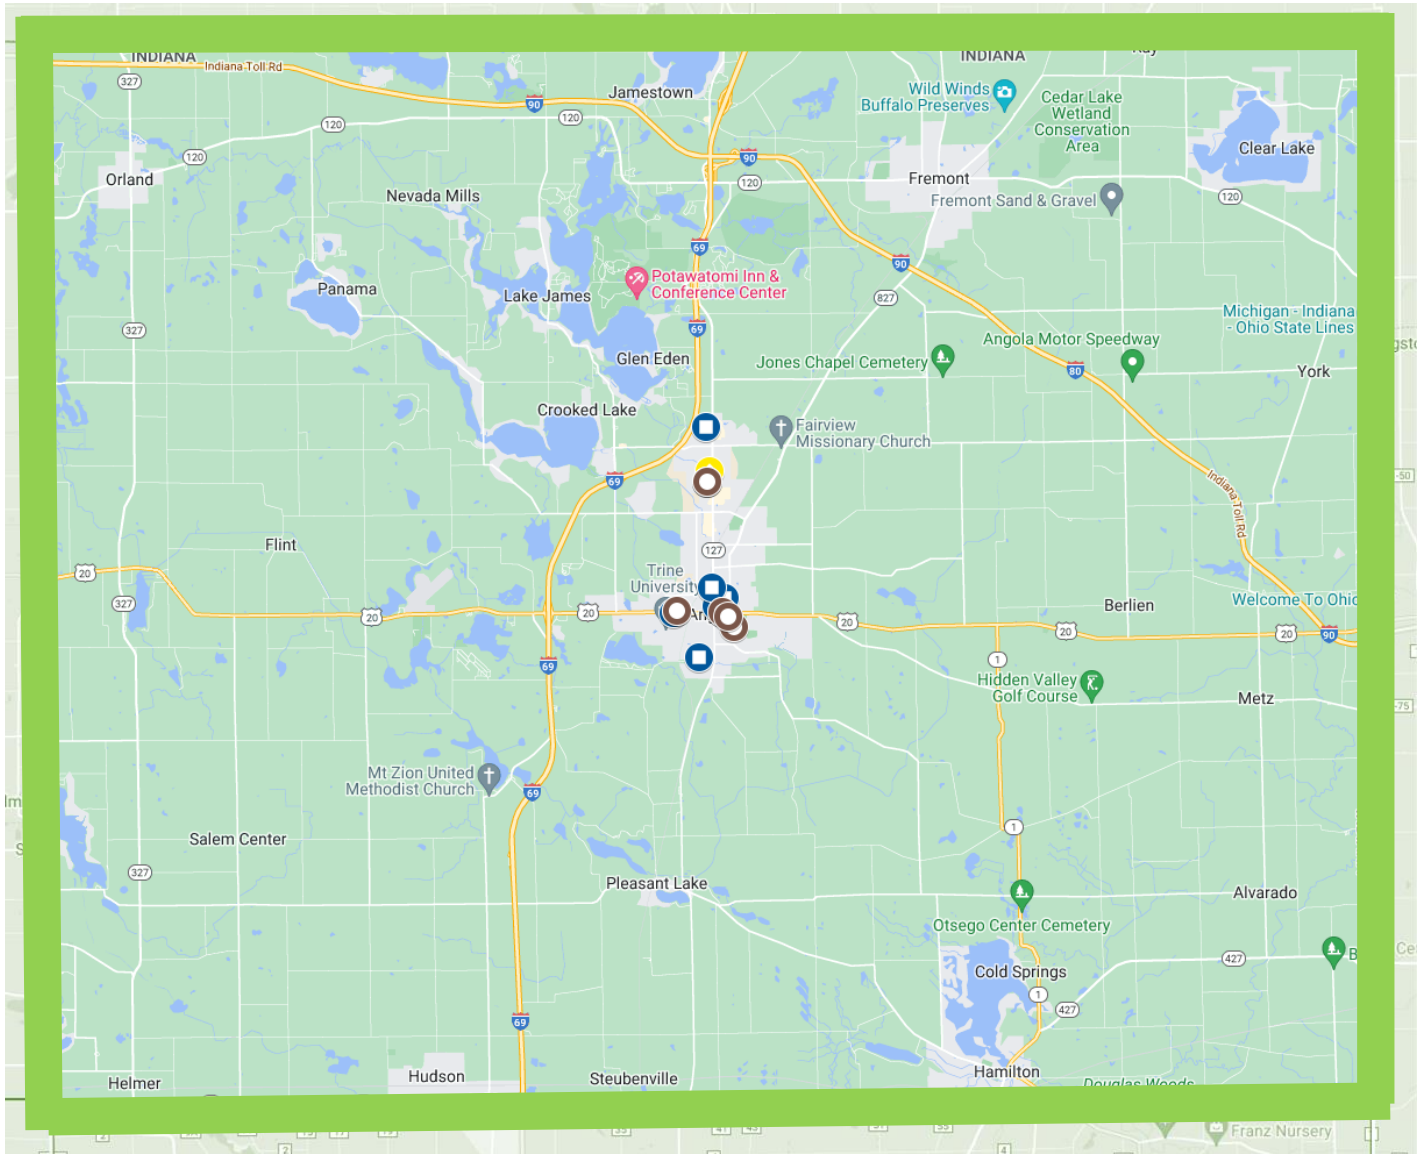 INDIANA
Indiana Toll Rd
INDIANA
327
90
Jamestown
120
120
Wild Winds
Buffalo Preserves
Cedar Lake
Wetland
Conservation
Area
Clear Lake
120
90
Orland
Nevada Mills
120
Fremont
Fremont Sand & Gravel
120
69
90
Potawatomi Inn &
Conference Center
Panama
Lake James
827
Michigan - Indiana
- Ohio State Lines
327
69
Angola Motor Speedway
Glen Eden
Jones Chapel Cemetery
80
York
Crooked Lake
Fairview
Missionary Church
69
50
Indiana Toll Rd
Flint
127
20
Trine
University
327
20
20
20
Berlien
Welcome To Ohio
20
20
90
69
1
Hidden Valley
Golf Course
Metz
75
Mt Zion United
Methodist Church
69
Salem Center
1
327
Pleasant Lake
Alvarado
Otsego Center Cemetery
427
Cold Springs
1
427
69
Helmer
Hudson
Steubenville
Hamilton
Douglas Woods
Franz Nursery
2
4